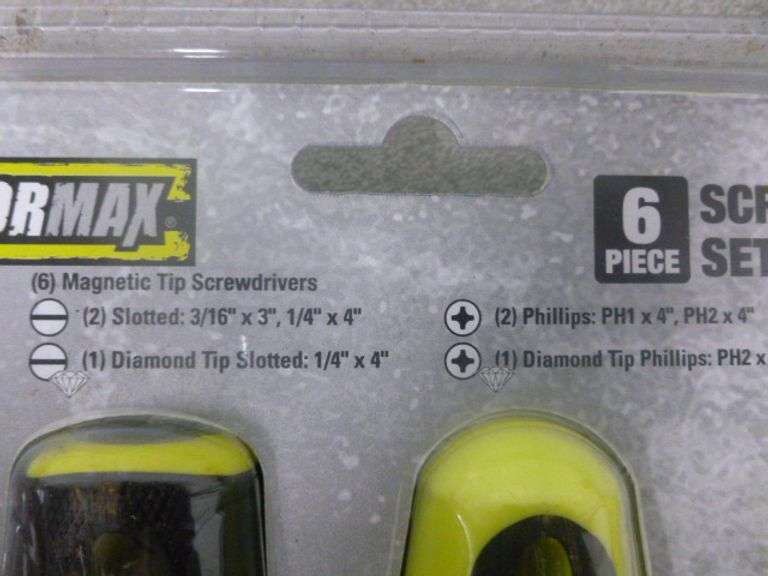 ORMAX®
6 PIECE
SCR
SET
(6) Magnetic Tip Screwdrivers
(2) Slotted: 3/16" x 3", 1/4" x 4"
(1) Diamond Tip Slotted: 1/4" x 4"
(2) Phillips: PH1 x 4", PH2 x 4"
(1) Diamond Tip Phillips: PH2 x